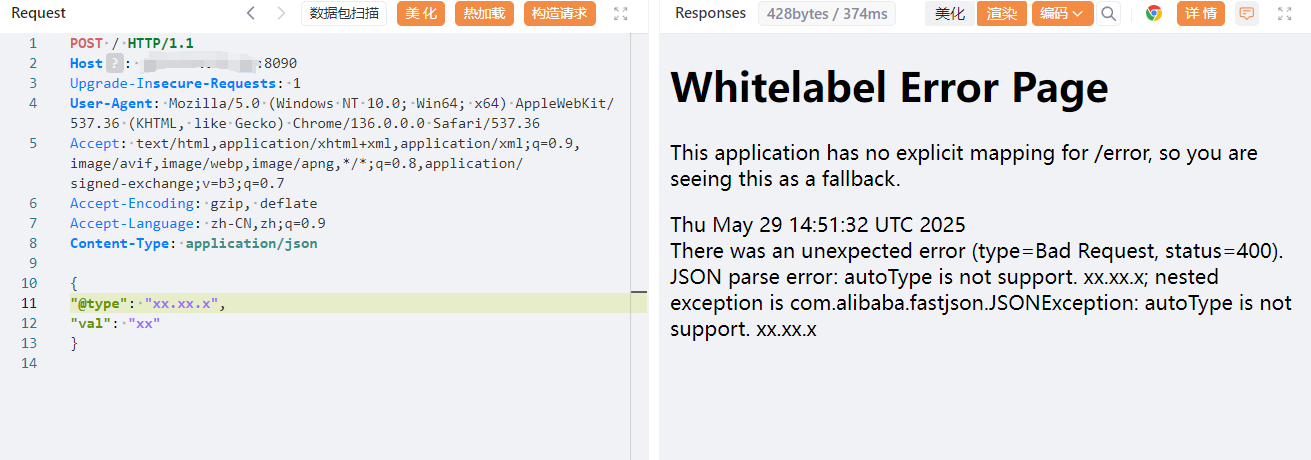 Request 数据包扫描 美化 热加载 构造请求
1 POST / HTTP/1.1
2 Host ? : :8090
3 Upgrade-Insecure-Requests: 1
4 User-Agent: Mozilla/5.0 (Windows NT 10.0; Win64; x64) AppleWebKit/
537.36 (KHTML, like Gecko) Chrome/136.0.0.0 Safari/537.36
5 Accept: text/html,application/xhtml+xml,application/xml;q=0.9,
image/avif,image/webp,image/apng,*/*;q=0.8,application/
signed-exchange;v=b3;q=0.7
6 Accept-Encoding: gzip, deflate
7 Accept-Language: zh-CN,zh;q=0.9
8 Content-Type: application/json
9
10 {
11 "@type": "xx.xx.x",
12 "val": "xx"
13 }
14
Responses 428bytes / 374ms 美化 渲染 编码 详情
Whitelabel Error Page
This application has no explicit mapping for /error, so you are
seeing this as a fallback.
Thu May 29 14:51:32 UTC 2025
There was an unexpected error (type=Bad Request, status=400).
JSON parse error: autoType is not support. xx.xx.x; nested
exception is com.alibaba.fastjson.JSONException: autoType is not
support. xx.xx.x